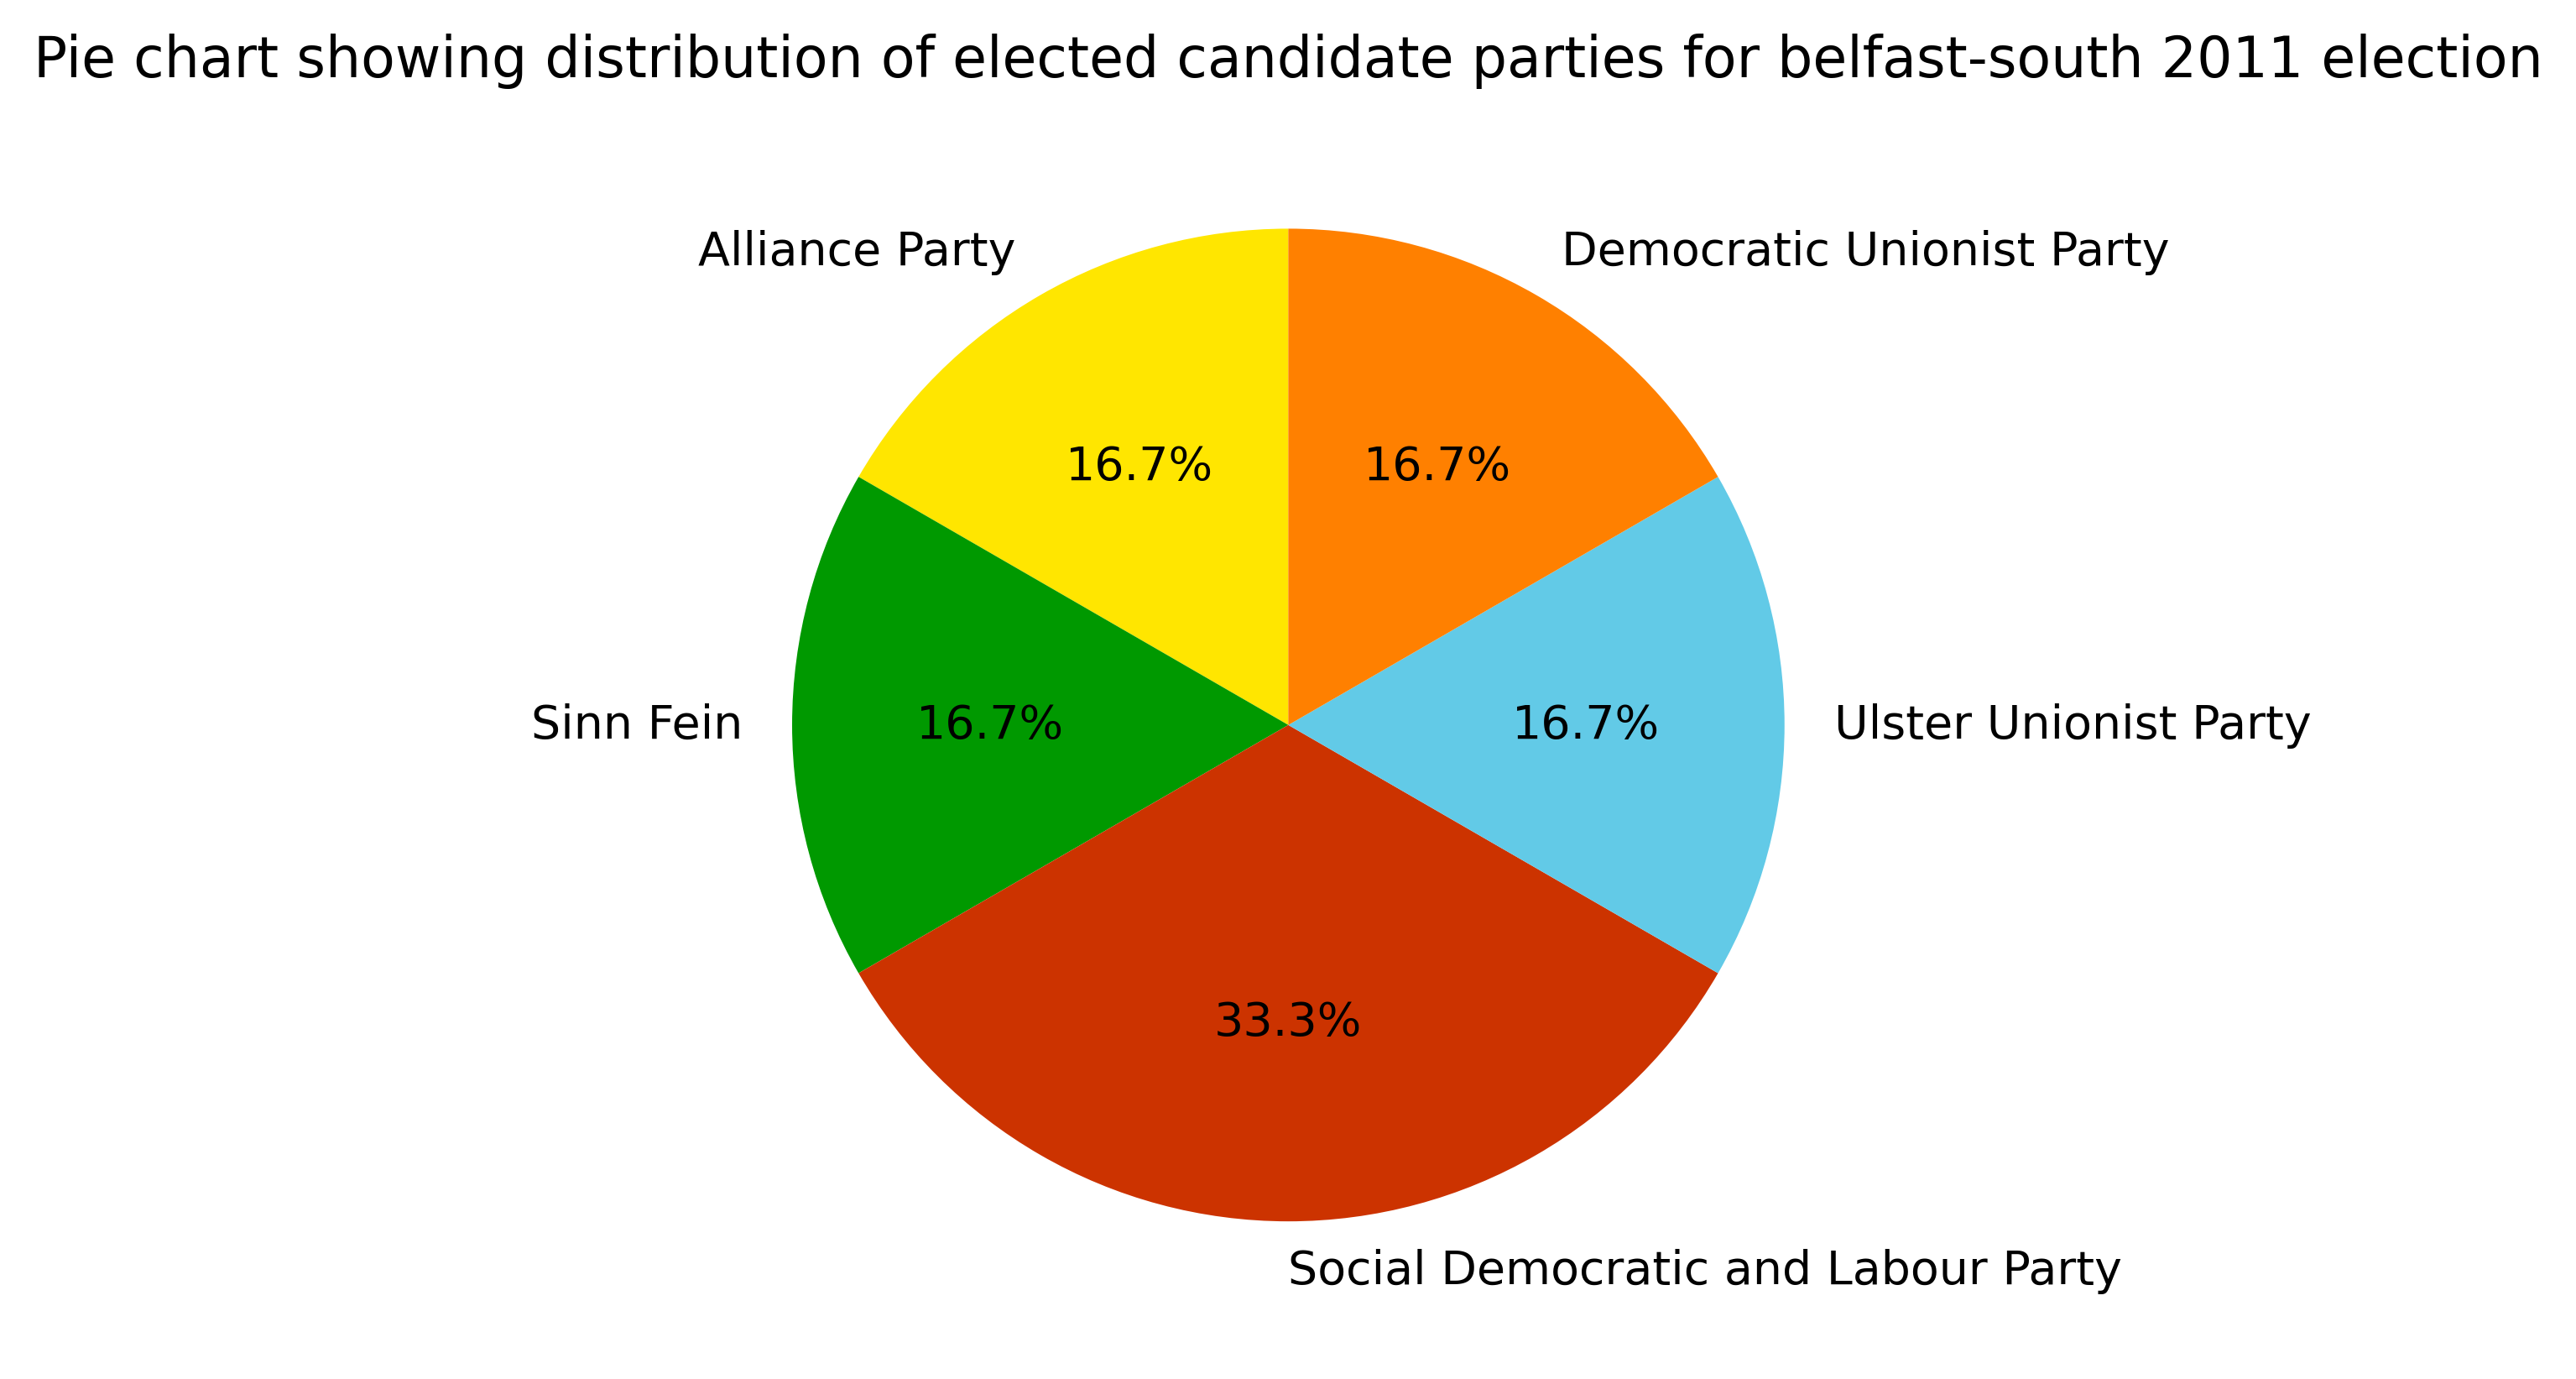 Pie chart showing distribution of elected candidate parties for belfast-south 2011 election
Alliance Party
Democratic Unionist Party
16.7%
16.7%
Sinn Fein
16.7%
16.7%
Ulster Unionist Party
33.3%
Social Democratic and Labour Party